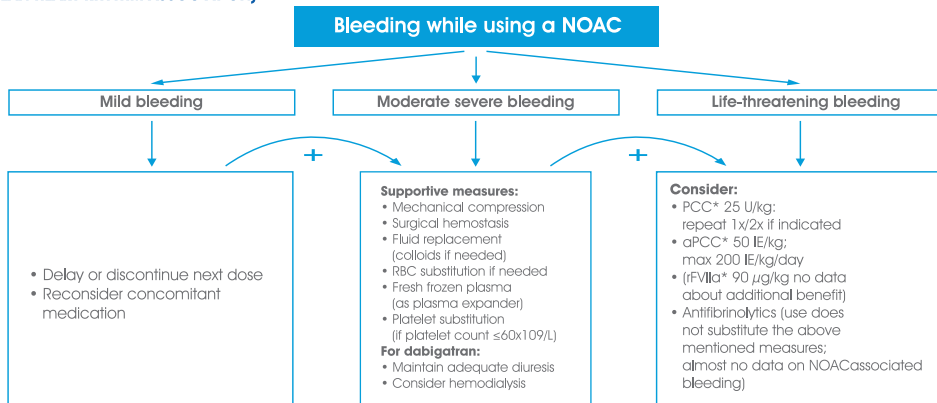 Bleeding while using a NOAC
Mild bleeding
Moderate severe bleeding
Life-threatening bleeding
+
+
• Delay or discontinue next dose
• Reconsider concomitant
medication
Supportive measures:
• Mechanical compression
• Surgical hemostasis
• Fluid replacement
(colloids if needed)
• RBC substitution if needed
• Fresh frozen plasma
(as plasma expander)
• Platelet substitution
(if platelet count ≤60x109/L)
For dabigatran:
• Maintain adequate diuresis
• Consider hemodialysis
Consider:
• PCC* 25 U/kg:
repeat 1x/2x if indicated
• aPCC* 50 IE/kg;
max 200 IE/kg/day
• (rFVIIa* 90 µg/kg no data
about additional benefit)
• Antifibrinolytics (use does
not substitute the above
mentioned measures;
almost no data on NOACassociated
bleeding)